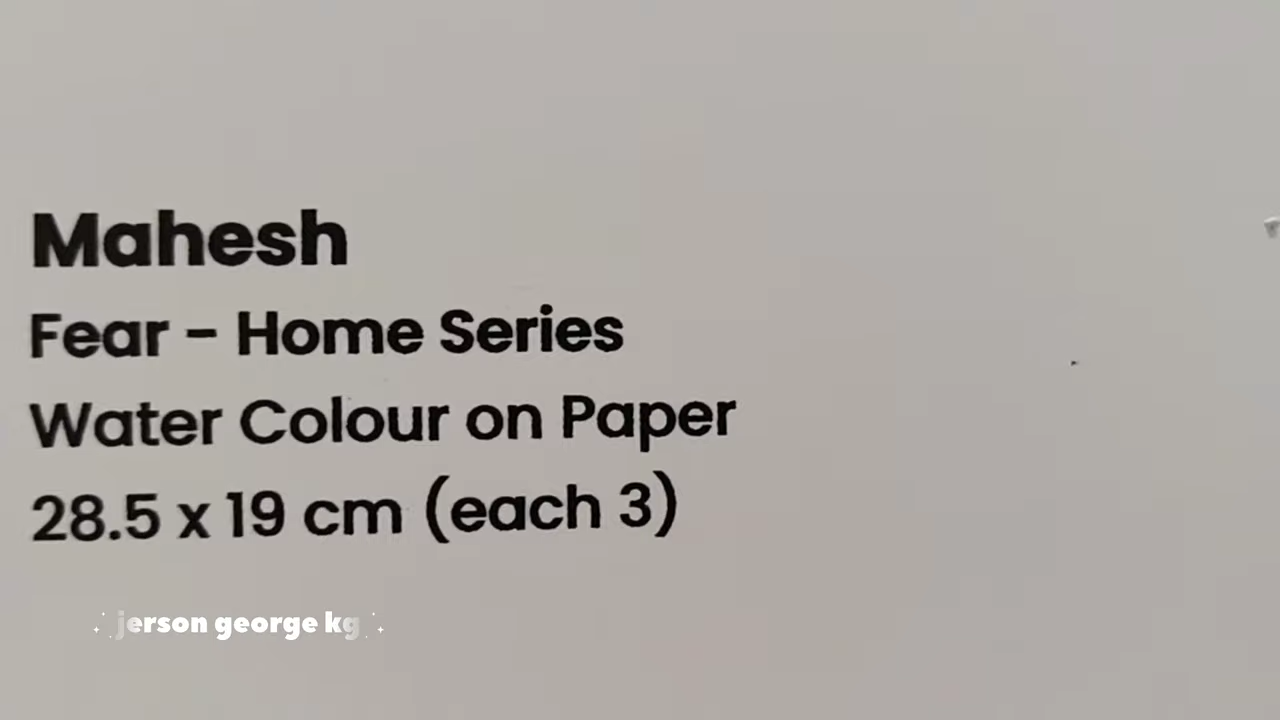 Mahesh
Fear - Home Series
Water Colour on Paper
28.5 x 19 cm (each 3)
jerson george kg